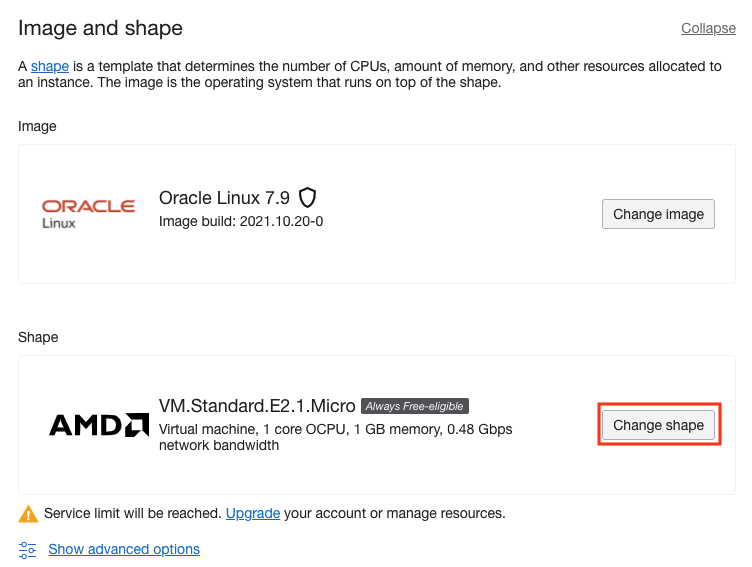 Image and shape
Collapse
A shape is a template that determines the number of CPUs, amount of memory, and other resources allocated to
an instance. The image is the operating system that runs on top of the shape.
Image
ORACLE
Linux
Oracle Linux 7.9
Image build: 2021.10.20-0
Change image
Shape
AMD
VM.Standard.E2.1.Micro Always Free-eligible
Virtual machine, 1 core OCPU, 1 GB memory, 0.48 Gbps
network bandwidth
Change shape
Service limit will be reached. Upgrade your account or manage resources.
Show advanced options